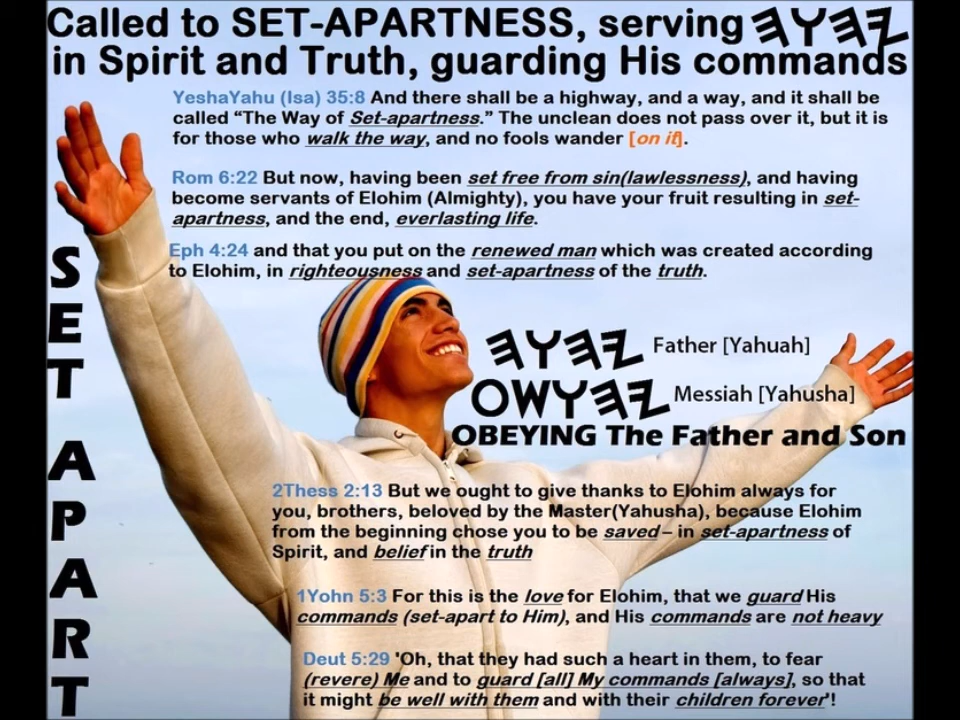 Called to SET-APARTNESS, serving 𐤉𐤄𐤅𐤄
in Spirit and Truth, guarding His commands
YeshaYahu (Isa) 35:8 And there shall be a highway, and a way, and it shall be
called “The Way of Set-apartness.” The unclean does not pass over it, but it is
for those who walk the way, and no fools wander [on it].
Rom 6:22 But now, having been set free from sin(lawlessness), and having
become servants of Elohim (Almighty), you have your fruit resulting in set-
apartness, and the end, everlasting life.
Eph 4:24 and that you put on the renewed man which was created according
to Elohim, in righteousness and set-apartness of the truth.
SET APART
𐤉𐤄𐤅𐤄 Father [Yahuah]
𐤉𐤄𐤅𐤔𐤏 Messiah [Yahusha]
OBEYING The Father and Son
2Thess 2:13 But we ought to give thanks to Elohim always for
you, brothers, beloved by the Master(Yahusha), because Elohim
from the beginning chose you to be saved – in set-apartness of
Spirit, and belief in the truth
1Yohn 5:3 For this is the love for Elohim, that we guard His
commands (set-apart to Him), and His commands are not heavy
Deut 5:29 'Oh, that they had such a heart in them, to fear
(revere) Me and to guard [all] My commands [always], so that
it might be well with them and with their children forever'!